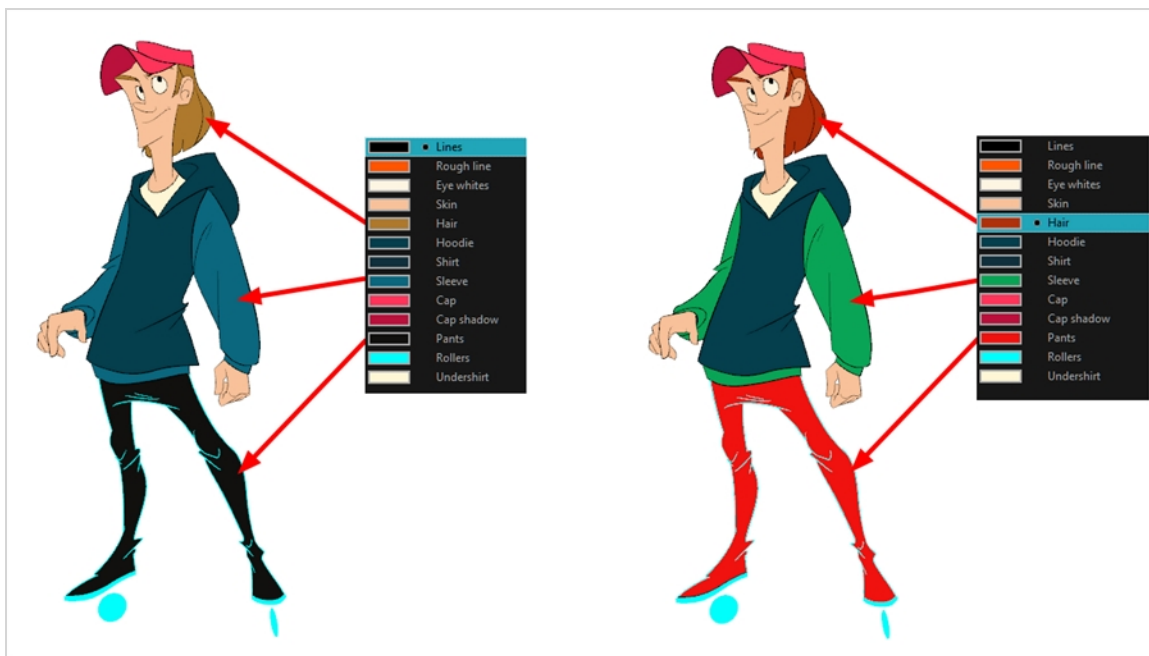 Lines
Rough line
Eye whites
Skin
Hair
Hoodie
Shirt
Sleeve
Cap
Cap shadow
Pants
Rollers
Undershirt
Lines
Rough line
Eye whites
Skin
Hair
Hoodie
Shirt
Sleeve
Cap
Cap shadow
Pants
Rollers
Undershirt